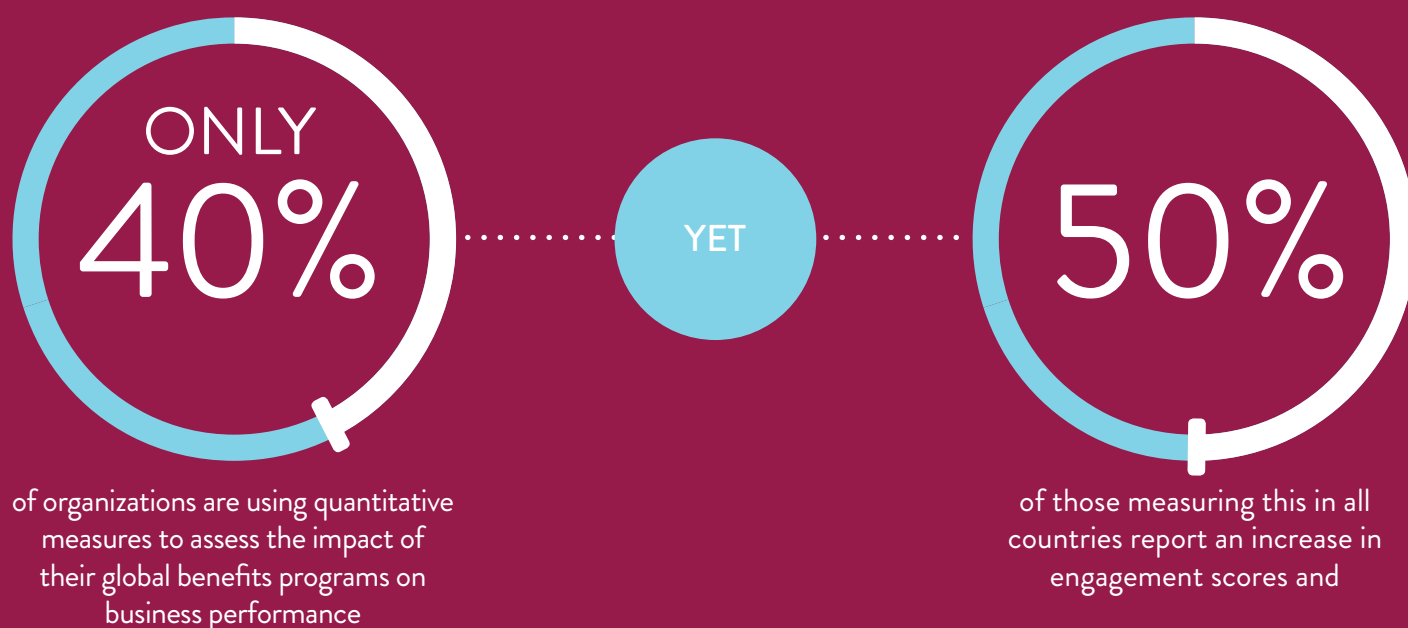 ONLY
40%
of organizations are using quantitative
measures to assess the impact of
their global benefits programs on
business performance
YET
50%
of those measuring this in all
countries report an increase in
engagement scores and